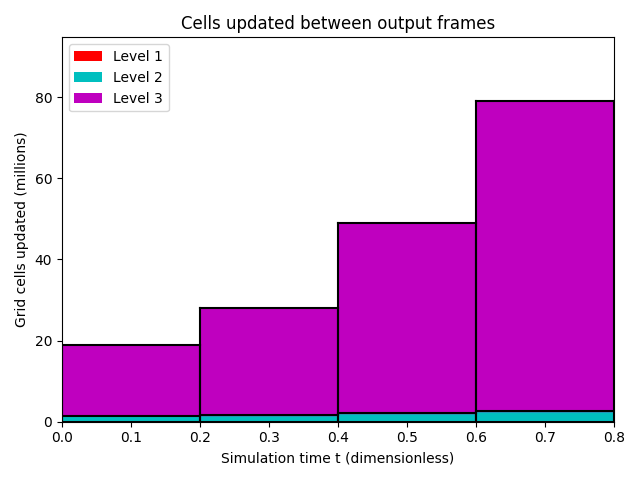 Cells updated between output frames
Level 1
Level 2
Level 3
Grid cells updated (millions)
80
60
40
20
0
0.0 0.1 0.2 0.3 0.4 0.5 0.6 0.7 0.8
Simulation time t (dimensionless)